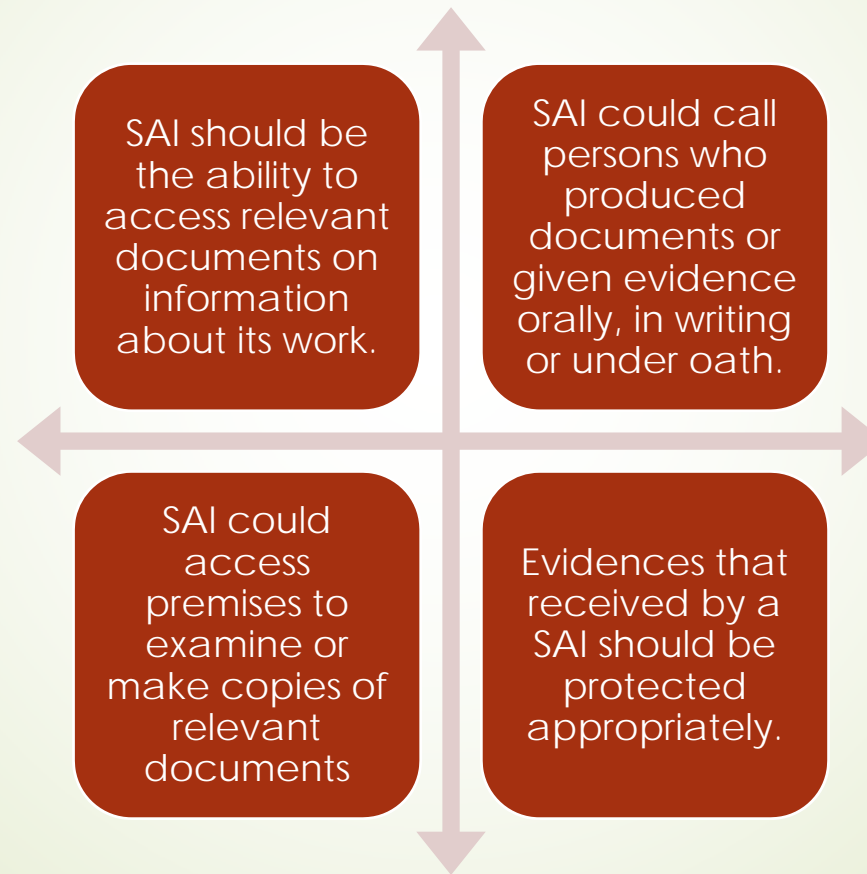 SAI should be
the ability to
access relevant
documents on
information
about its work.
SAI could call
persons who
produced
documents or
given evidence
orally, in writing
or under oath.
SAI could
access
premises to
examine or
make copies of
relevant
documents
Evidences that
received by a
SAI should be
protected
appropriately.